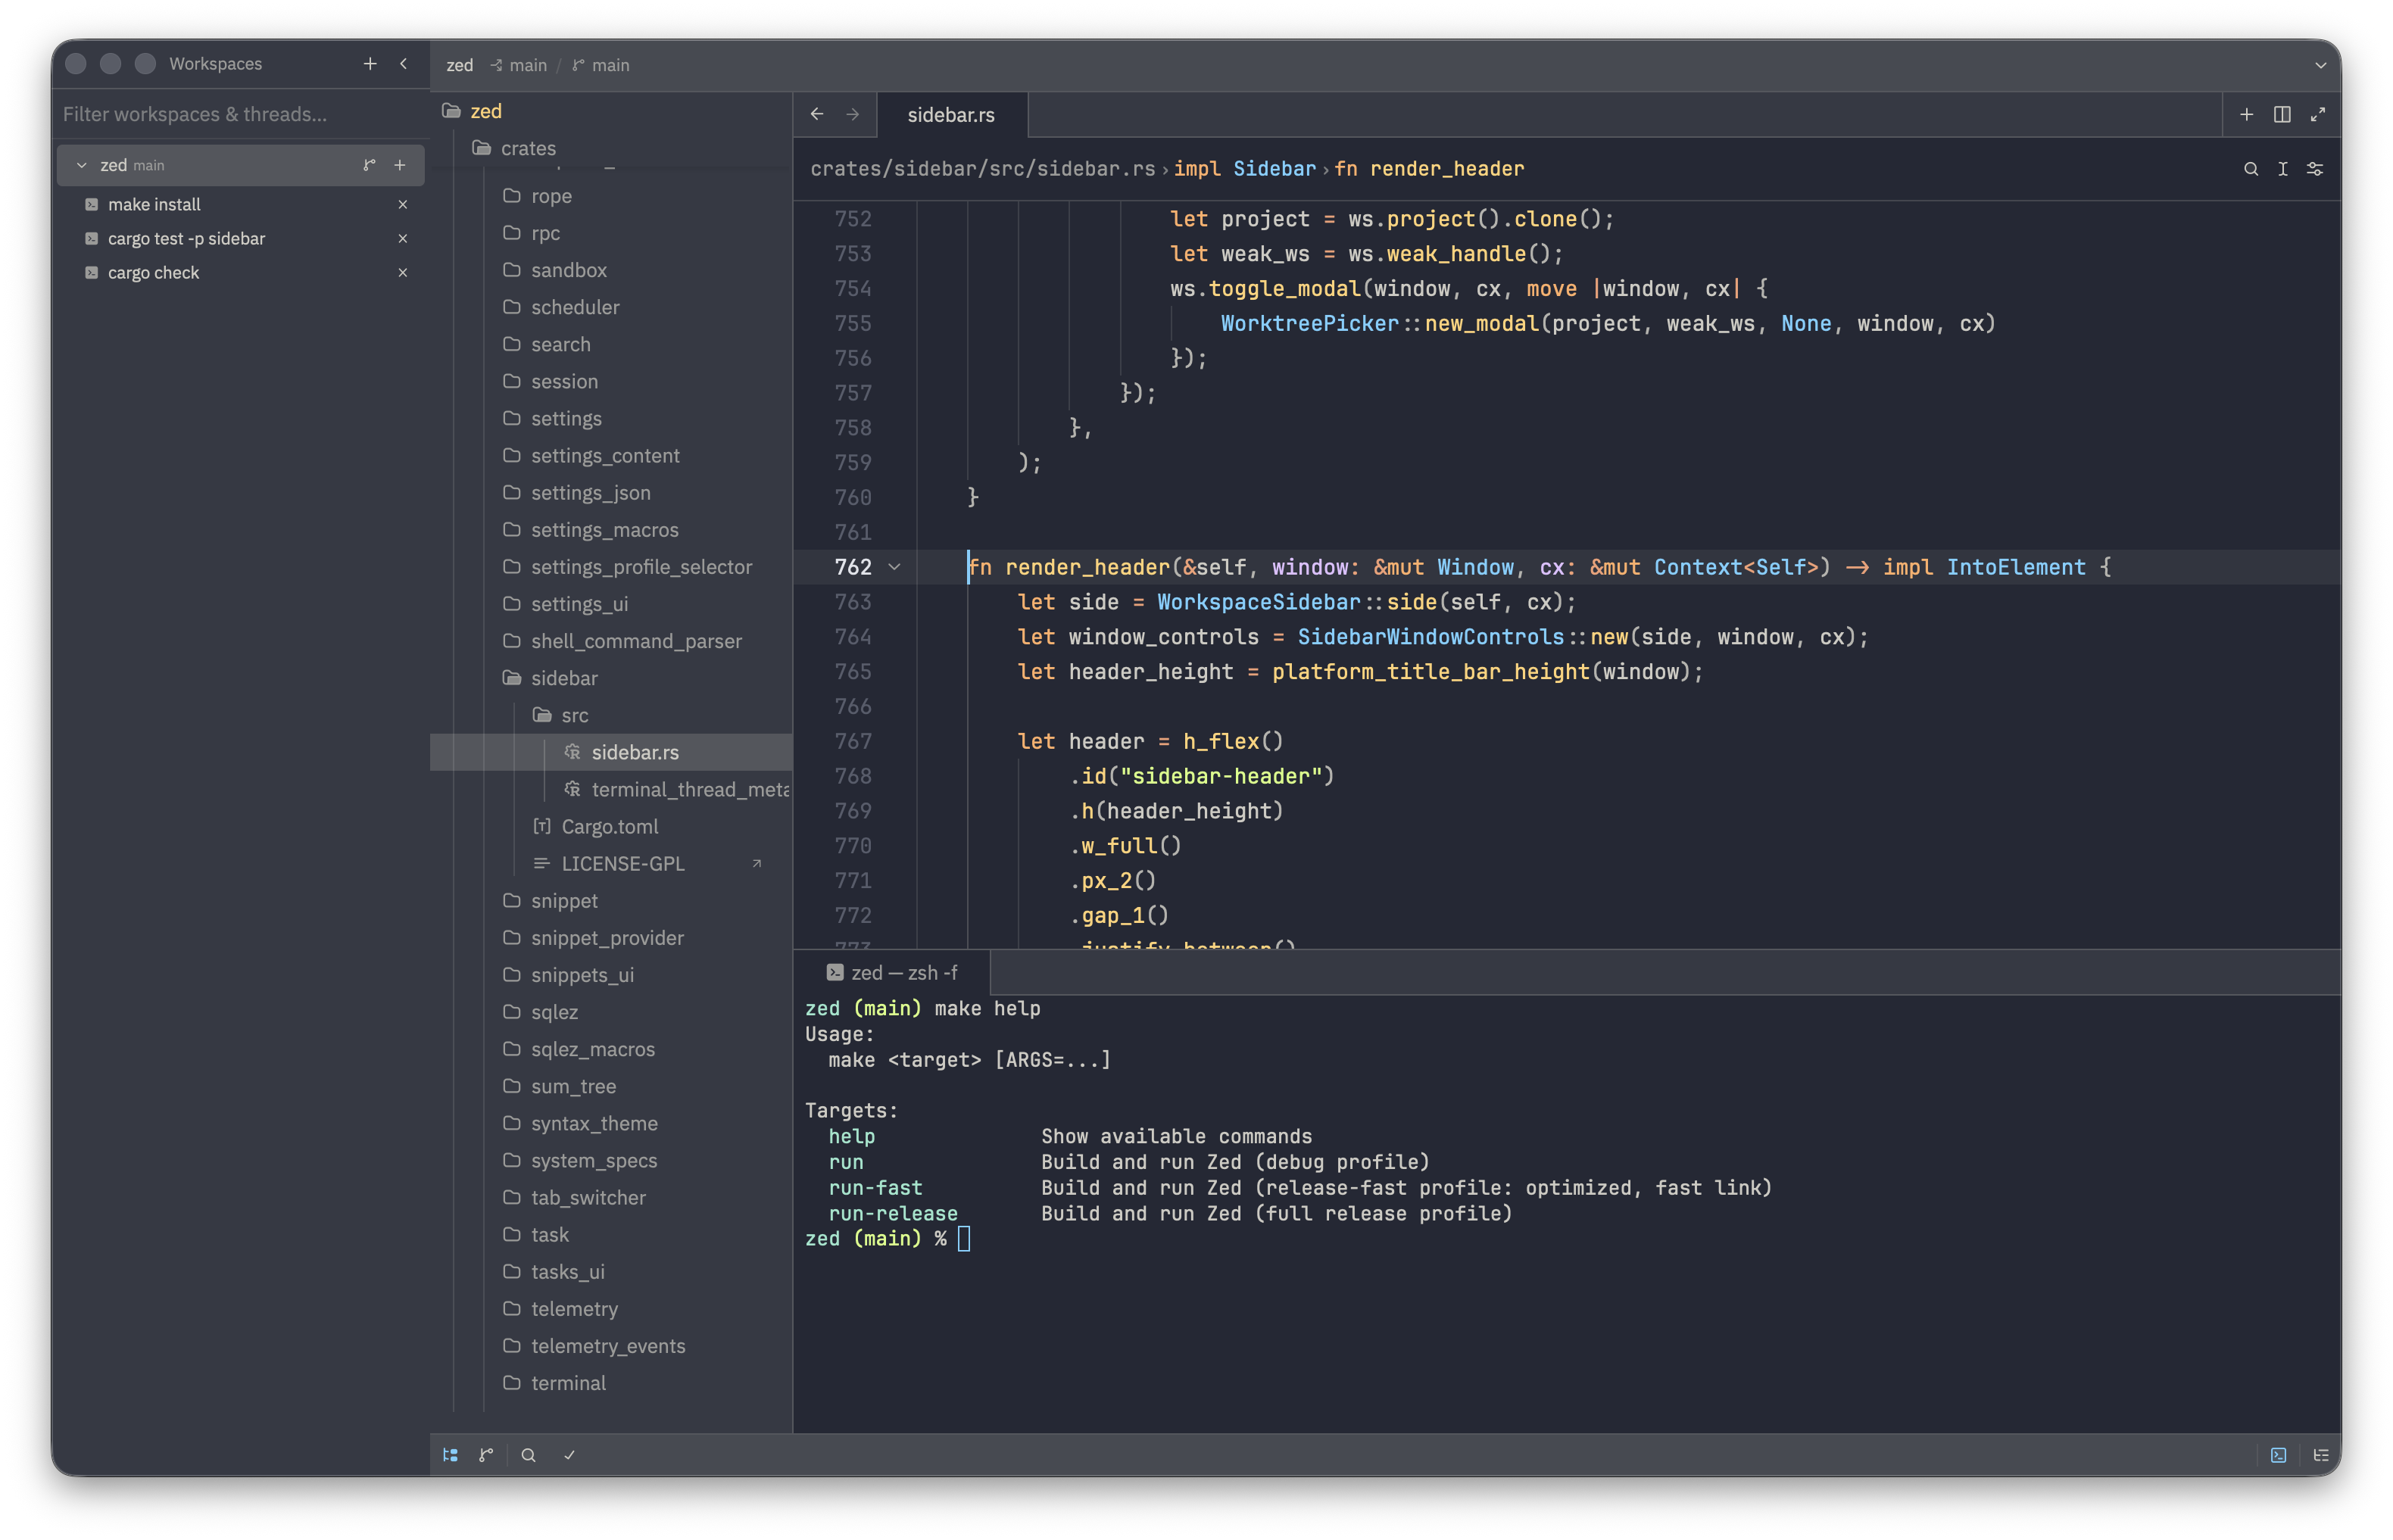 Workspaces
Filter workspaces & threads...
zed main
make install
cargo test -p sidebar
cargo check
zed main / main
zed
crates
rope
rpc
sandbox
scheduler
search
session
settings
settings_content
settings_json
settings_macros
settings_profile_selector
settings_ui
shell_command_parser
sidebar
src
sidebar.rs
terminal_thread_meta
Cargo.toml
LICENSE-GPL
snippet
snippet_provider
snippets_ui
sqlez
sqlez_macros
sum_tree
syntax_theme
system_specs
tab_switcher
task
tasks_ui
telemetry
telemetry_events
terminal
sidebar.rs
crates/sidebar/src/sidebar.rs › impl Sidebar › fn render_header
752 let project = ws.project().clone();
753 let weak_ws = ws.weak_handle();
754 ws.toggle_modal(window, cx, move |window, cx| {
755 WorktreePicker::new_modal(project, weak_ws, None, window, cx)
756 });
757 });
758 },
759 );
760 }
761
762 fn render_header(&self, window: &mut Window, cx: &mut Context<Self>) -> impl IntoElement {
763 let side = WorkspaceSidebar::side(self, cx);
764 let window_controls = SidebarWindowControls::new(side, window, cx);
765 let header_height = platform_title_bar_height(window);
766
767 let header = h_flex()
768 .id("sidebar-header")
769 .h(header_height)
770 .w_full()
771 .px_2()
772 .gap_1()
773 .justify_between()
zed — zsh -f
zed (main) make help
Usage:
make <target> [ARGS=...]
Targets:
help Show available commands
run Build and run Zed (debug profile)
run-fast Build and run Zed (release-fast profile: optimized, fast link)
run-release Build and run Zed (full release profile)
zed (main) %